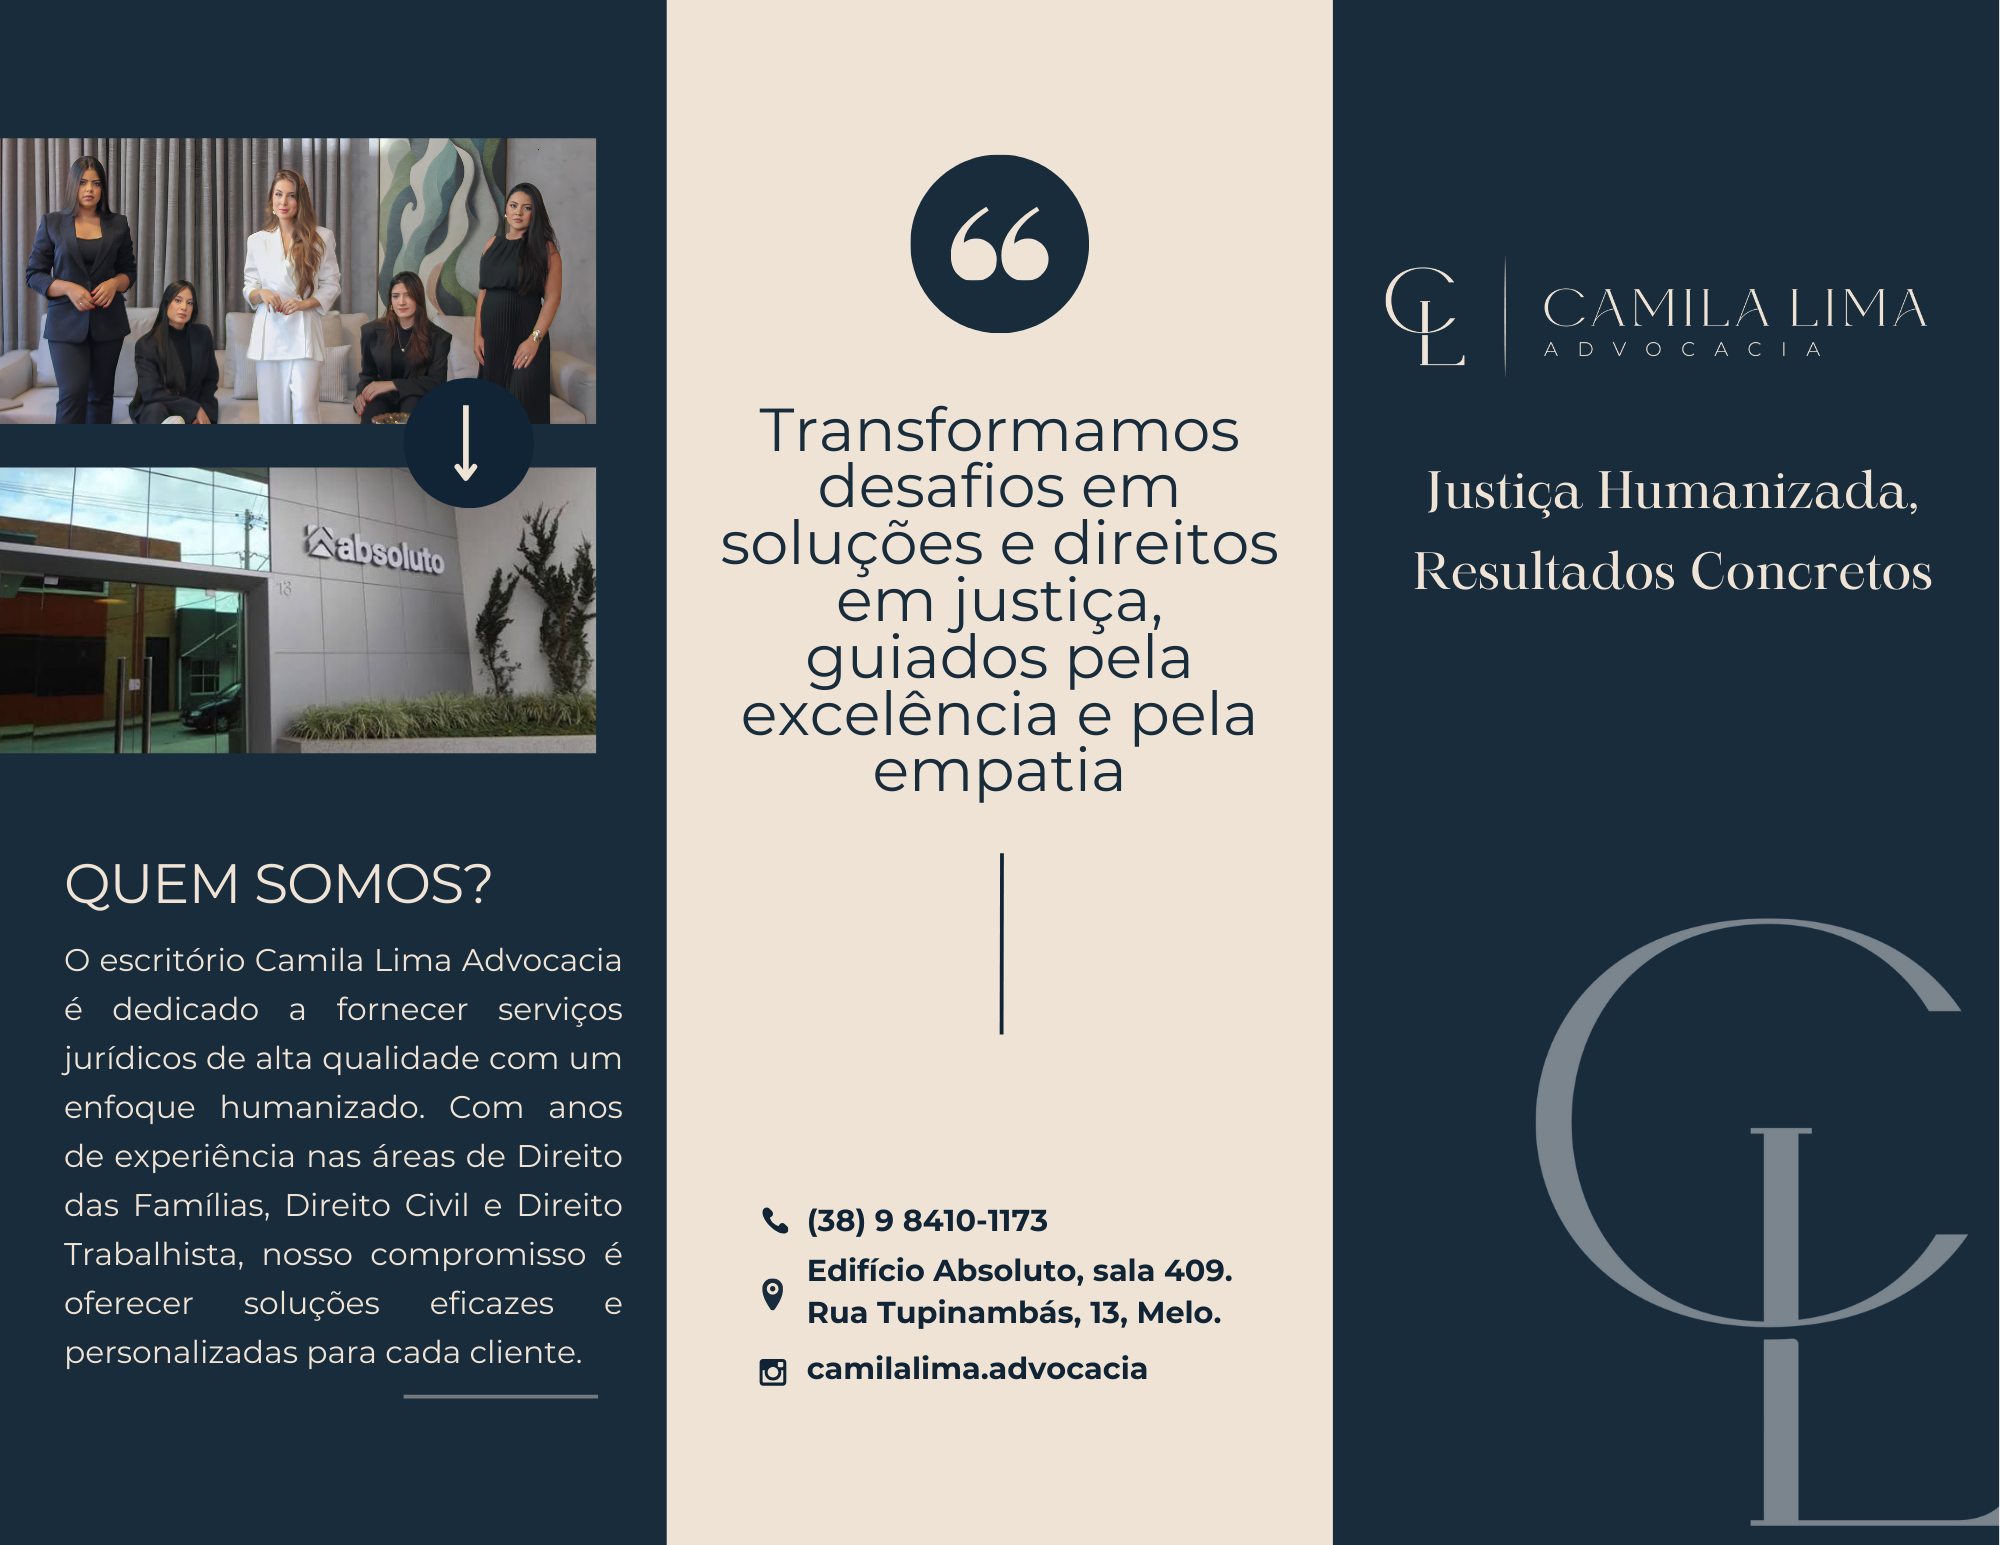 absoluto
13
QUEM SOMOS?
O escritório Camila Lima Advocacia
é dedicado a fornecer serviços
jurídicos de alta qualidade com um
enfoque humanizado. Com anos
de experiência nas áreas de Direito
das Famílias, Direito Civil e Direito
Trabalhista, nosso compromisso é
oferecer soluções eficazes e
personalizadas para cada cliente.
“
Transformamos
desafios em
soluções e direitos
em justiça,
guiados pela
excelência e pela
empatia
(38) 9 8410-1173
Edifício Absoluto, sala 409.
Rua Tupinambás, 13, Melo.
camilalima.advocacia
CL
CAMILA LIMA
ADVOCACIA
Justiça Humanizada,
Resultados Concretos
CL